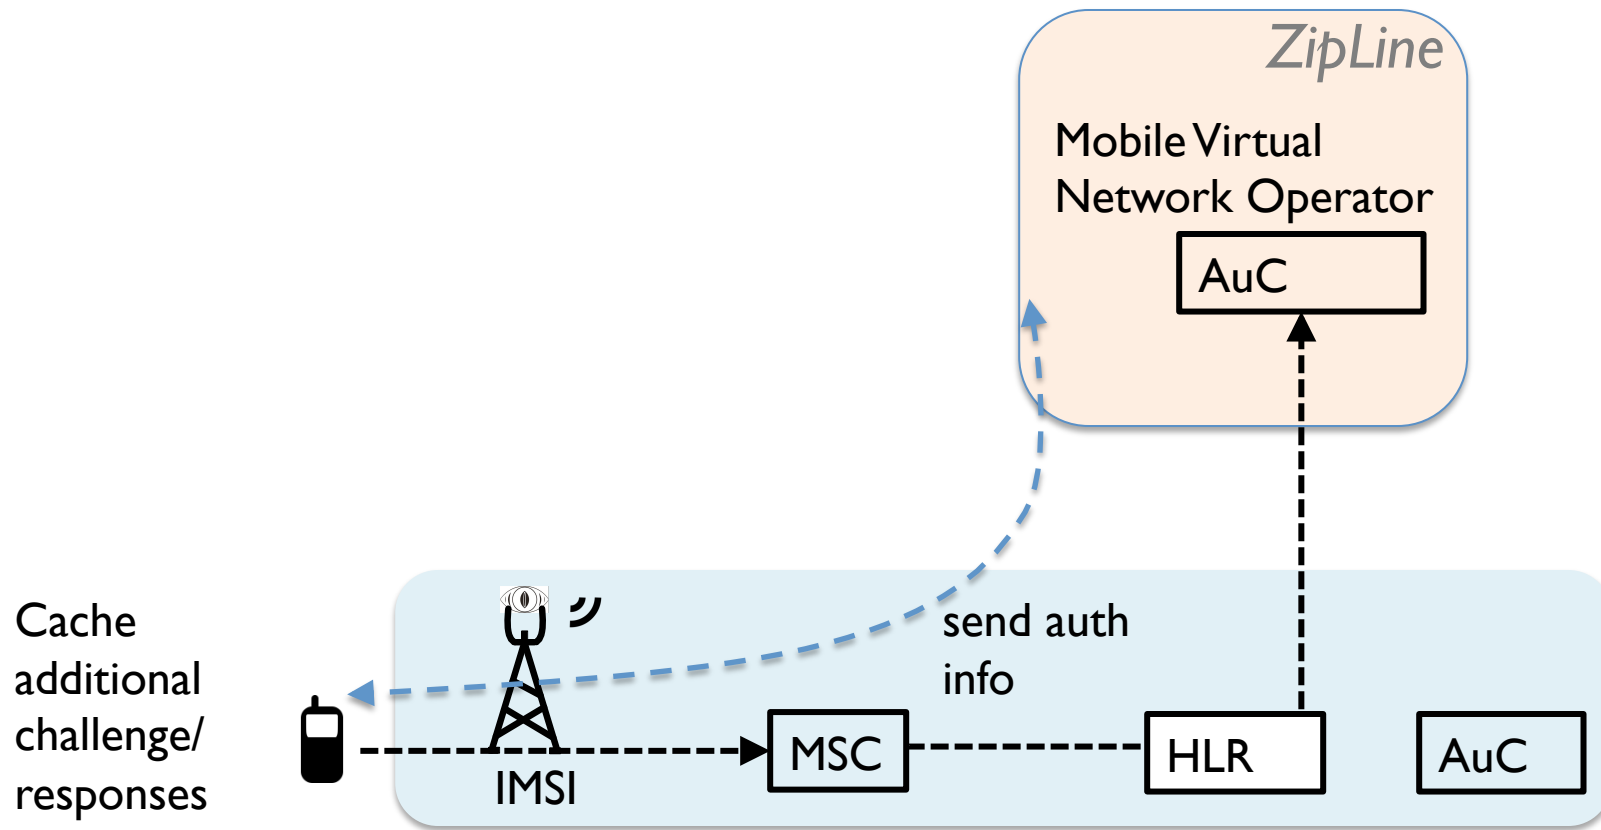 ZipLine
Mobile Virtual
Network Operator
AuC
Cache
additional
challenge/
responses
send auth
info
IMSI
MSC
HLR
AuC